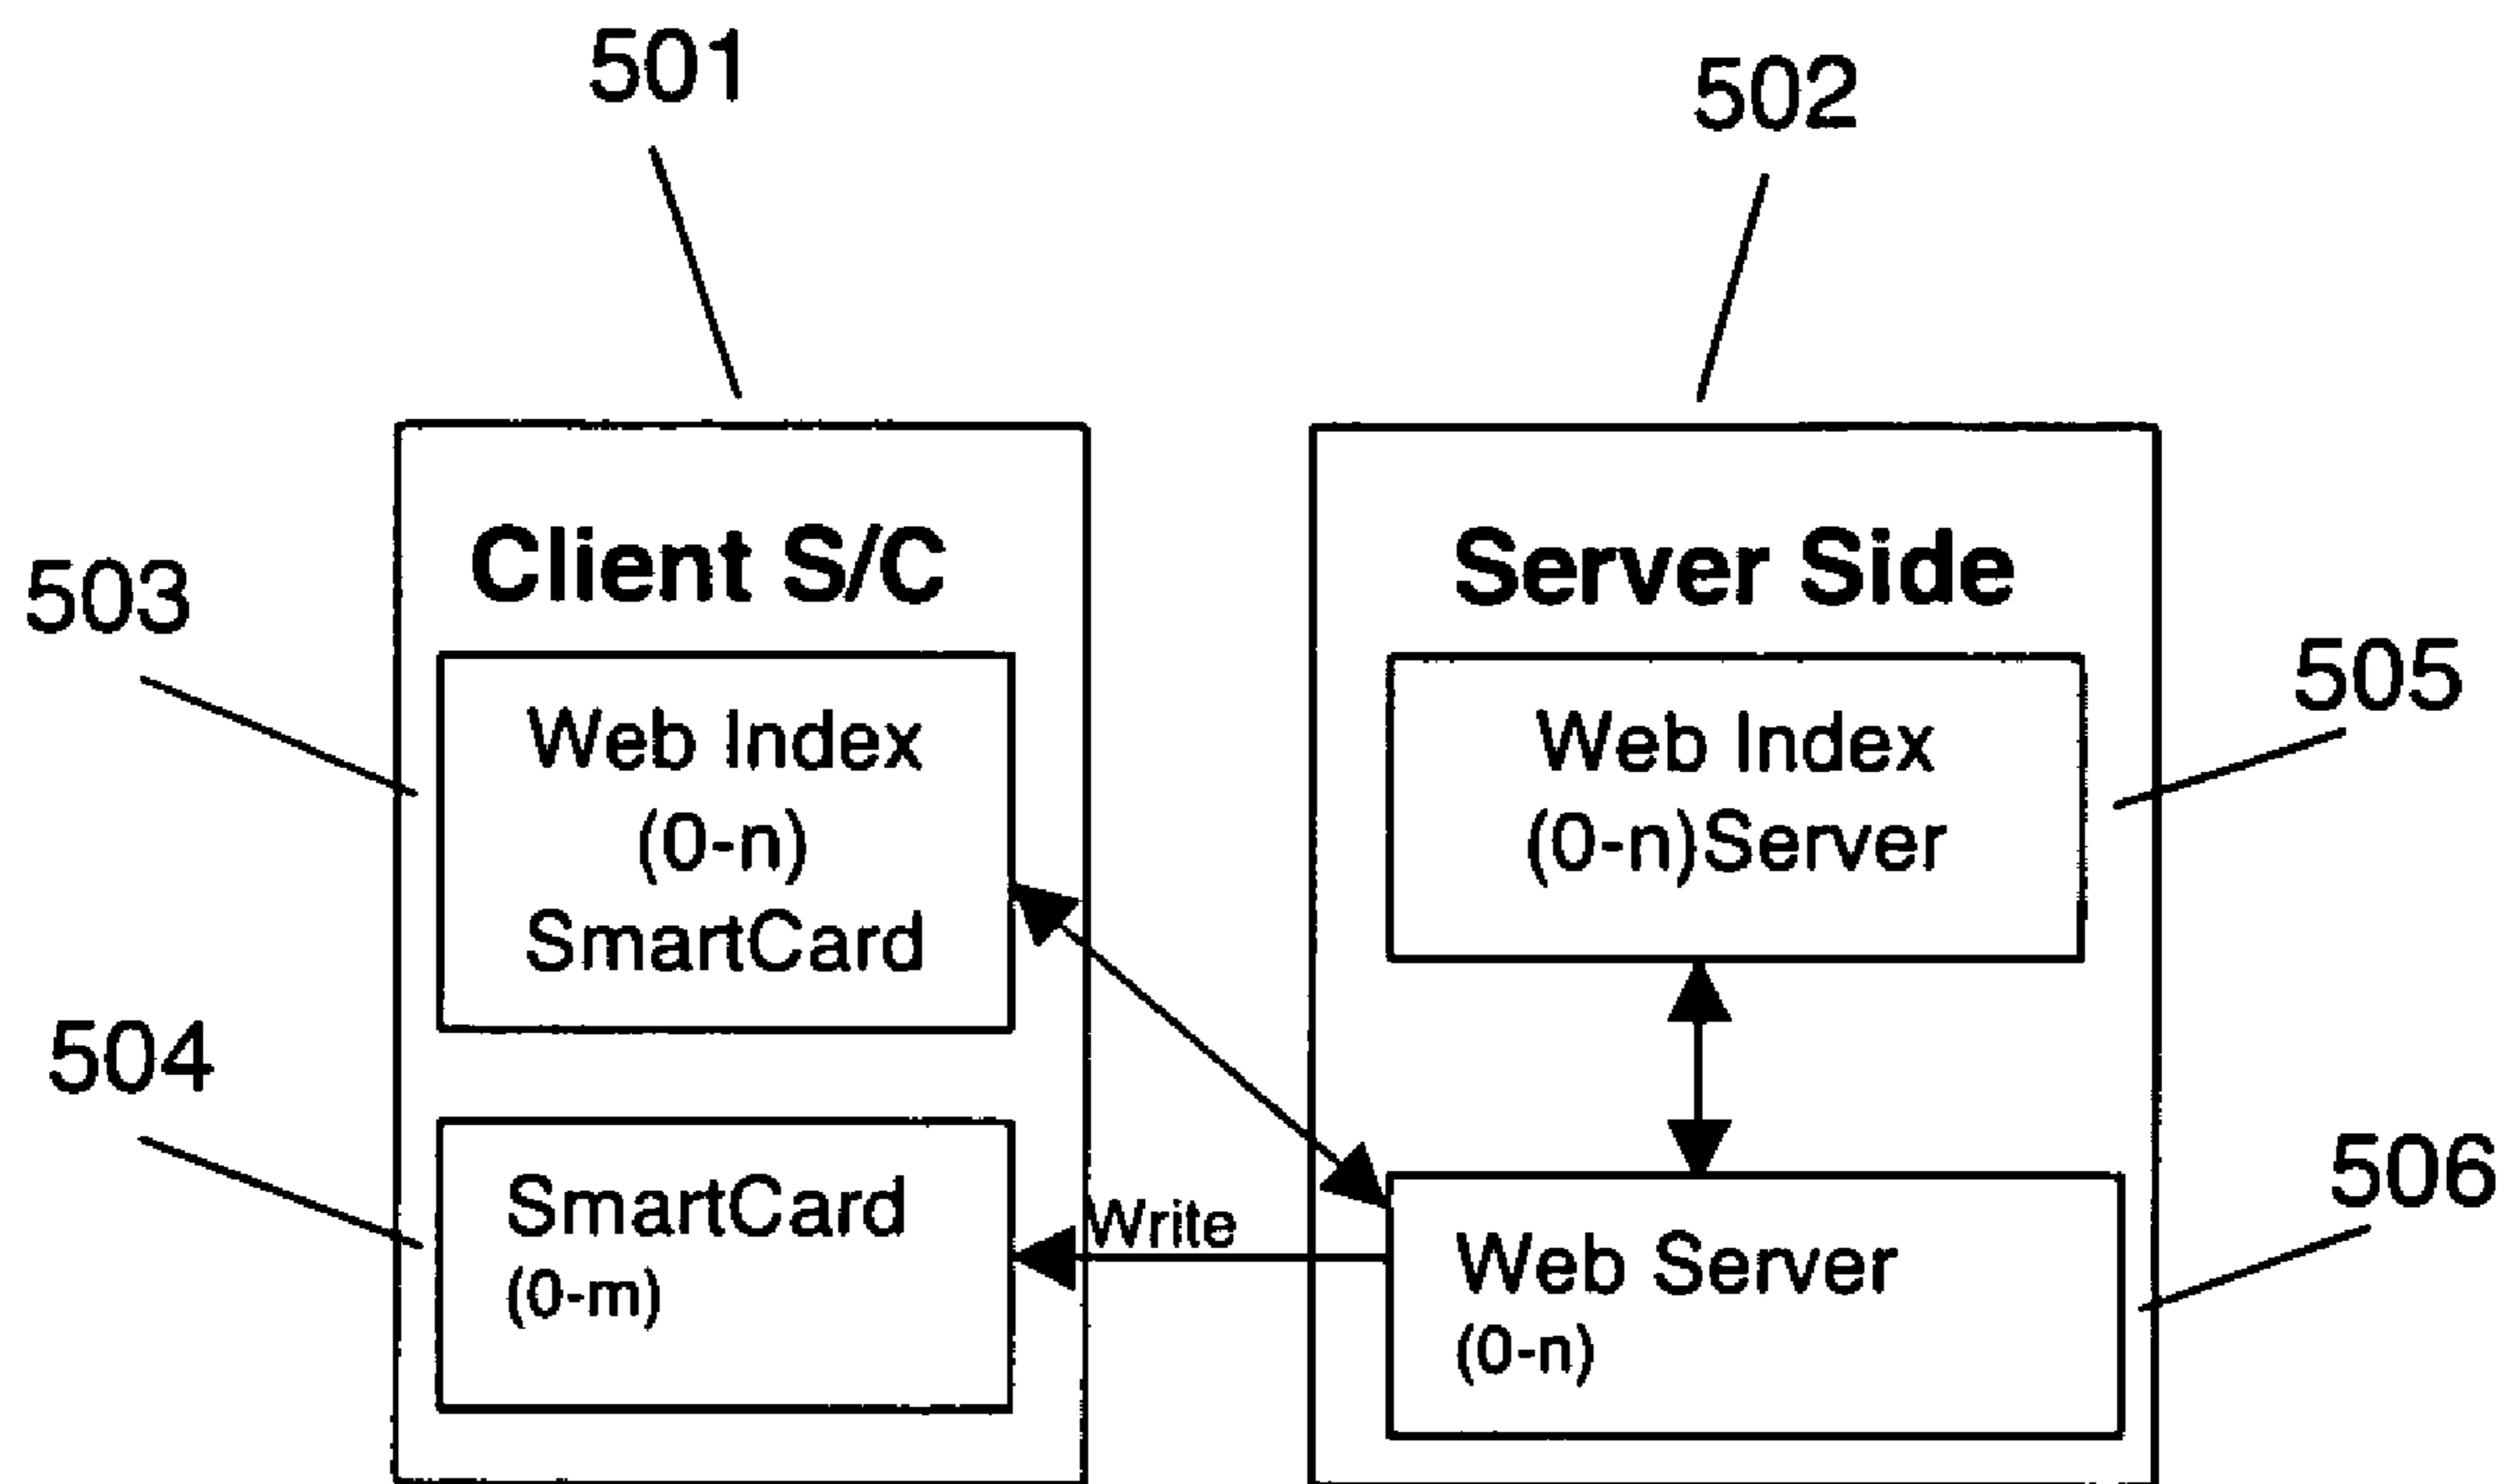 501
502
Client S/C
Server Side
503
505
Web Index
(0-n)
SmartCard
Web Index
(0-n)Server
504
506
SmartCard
(0-m)
Write
Web Server
(0-n)